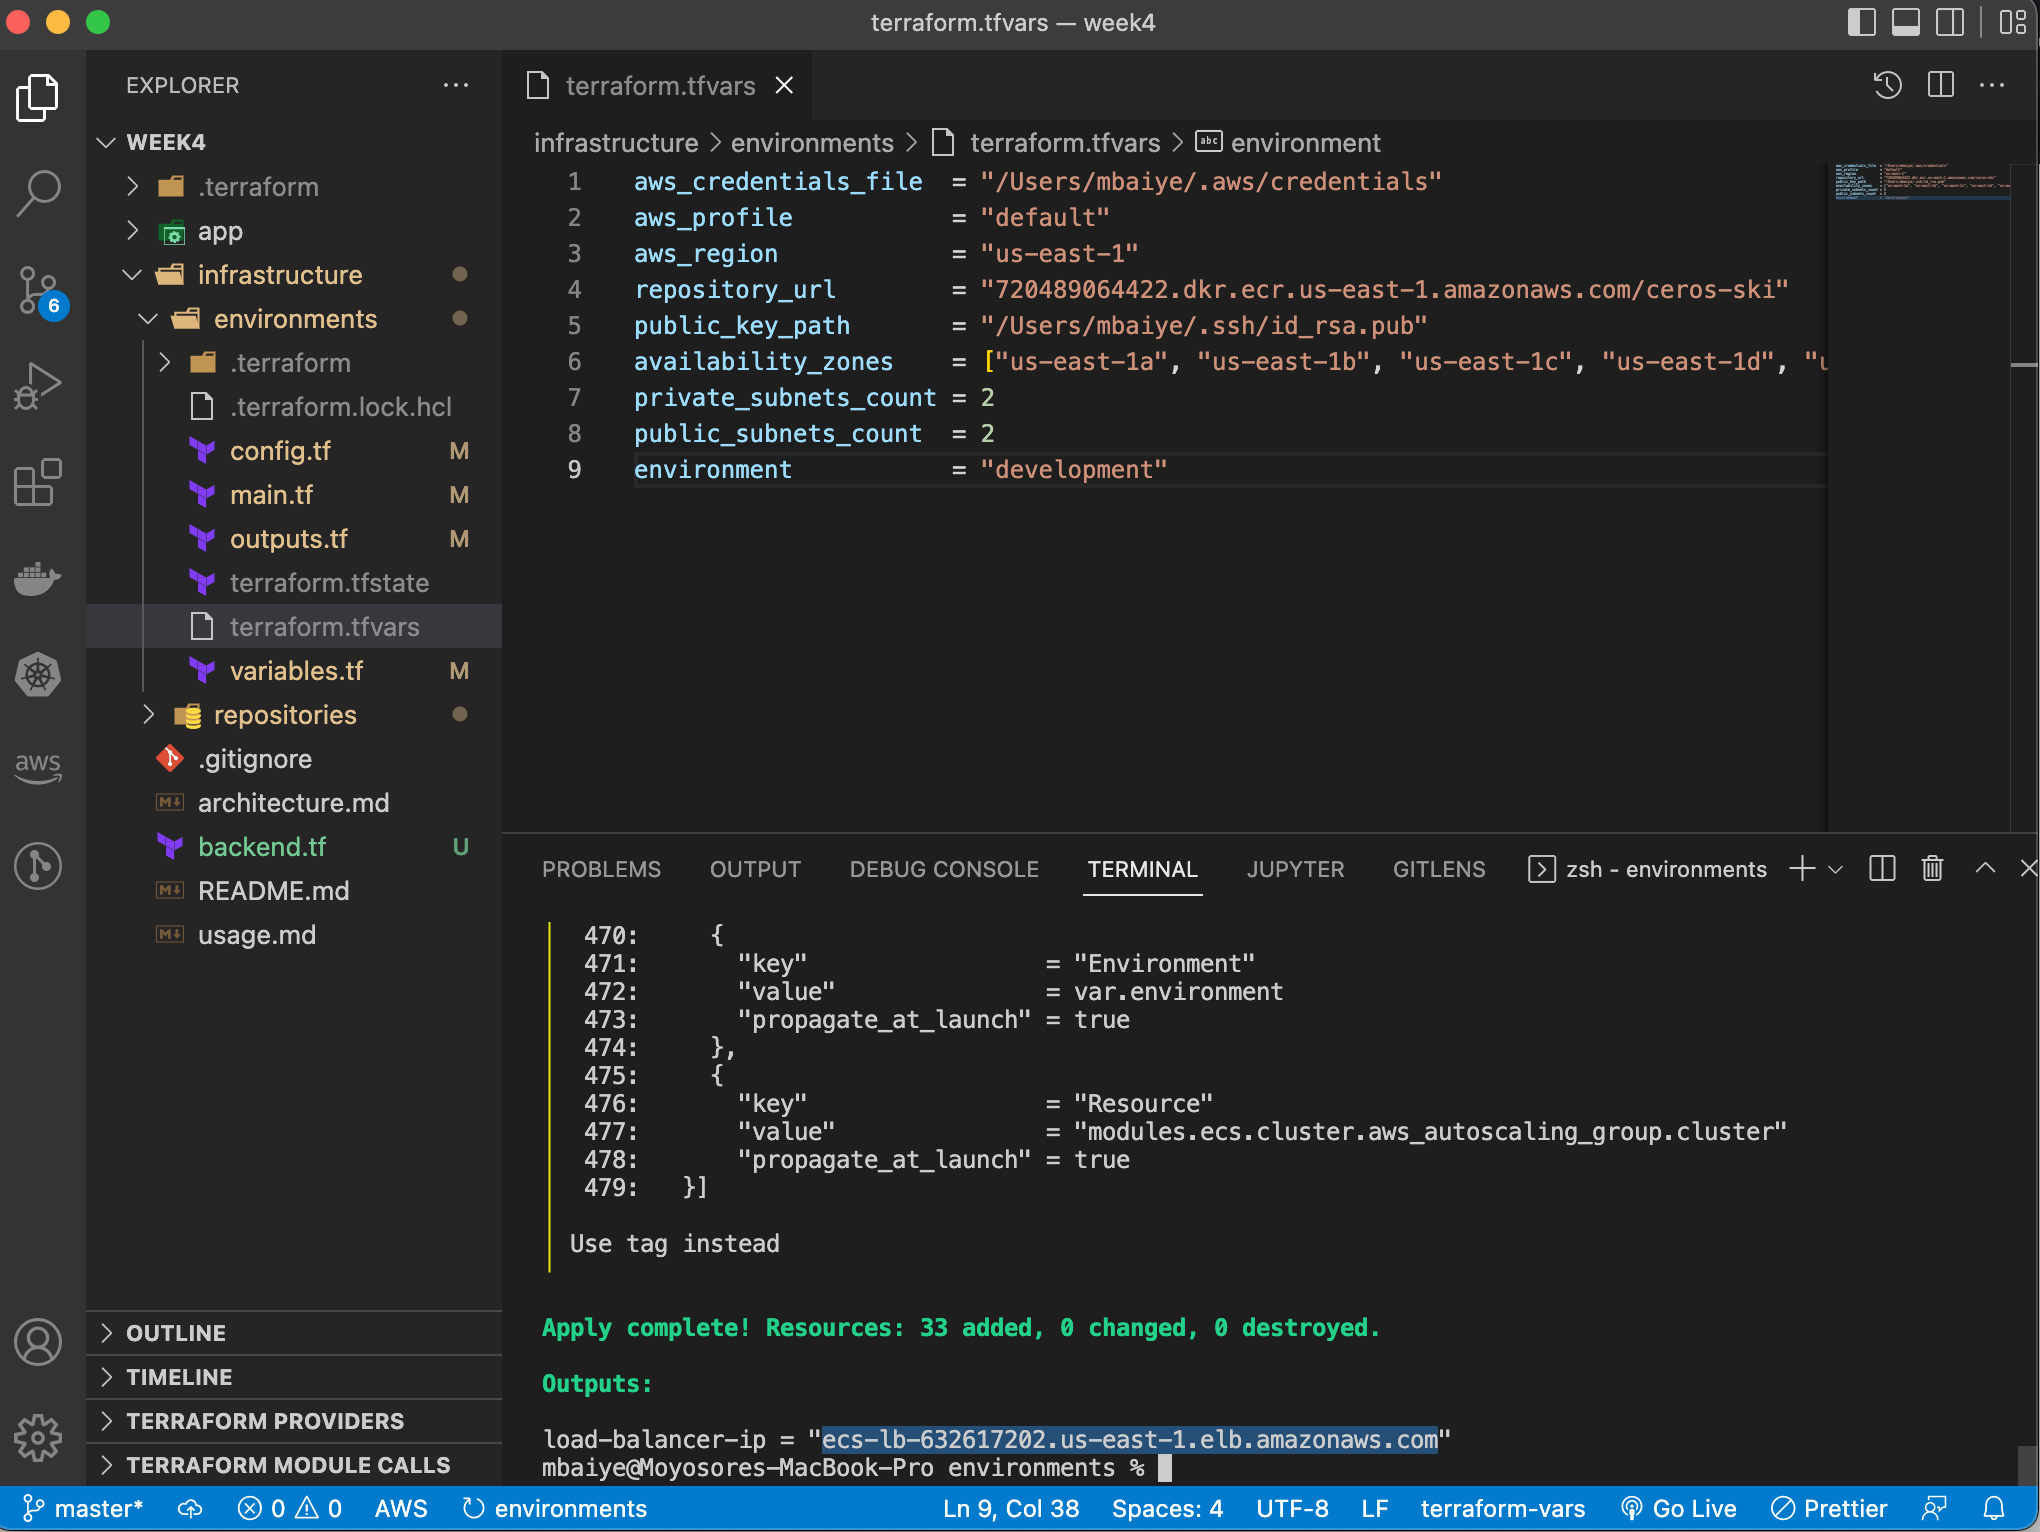 terraform.tfvars — week4
EXPLORER
WEEK4
.terraform
app
infrastructure
environments
.terraform
.terraform.lock.hcl
config.tf M
main.tf M
outputs.tf M
terraform.tfstate
terraform.tfvars
variables.tf M
repositories
.gitignore
architecture.md
backend.tf U
README.md
usage.md
OUTLINE
TIMELINE
TERRAFORM PROVIDERS
TERRAFORM MODULE CALLS
6
aws
terraform.tfvars
infrastructure > environments > terraform.tfvars > abc environment
1 aws_credentials_file = "/Users/mbaiye/.aws/credentials"
2 aws_profile = "default"
3 aws_region = "us-east-1"
4 repository_url = "720489064422.dkr.ecr.us-east-1.amazonaws.com/ceros-ski"
5 public_key_path = "/Users/mbaiye/.ssh/id_rsa.pub"
6 availability_zones = ["us-east-1a", "us-east-1b", "us-east-1c", "us-east-1d", "u
7 private_subnets_count = 2
8 public_subnets_count = 2
9 environment = "development"
PROBLEMS OUTPUT DEBUG CONSOLE TERMINAL JUPYTER GITLENS zsh - environments
470: {
471: "key" = "Environment"
472: "value" = var.environment
473: "propagate_at_launch" = true
474: },
475: {
476: "key" = "Resource"
477: "value" = "modules.ecs.cluster.aws_autoscaling_group.cluster"
478: "propagate_at_launch" = true
479: }]
Use tag instead
Apply complete! Resources: 33 added, 0 changed, 0 destroyed.
Outputs:
load-balancer-ip = "ecs-lb-632617202.us-east-1.elb.amazonaws.com"
mbaiye@Moyosores-MacBook-Pro environments %
master* 0 0 AWS environments Ln 9, Col 38 Spaces: 4 UTF-8 LF terraform-vars Go Live Prettier